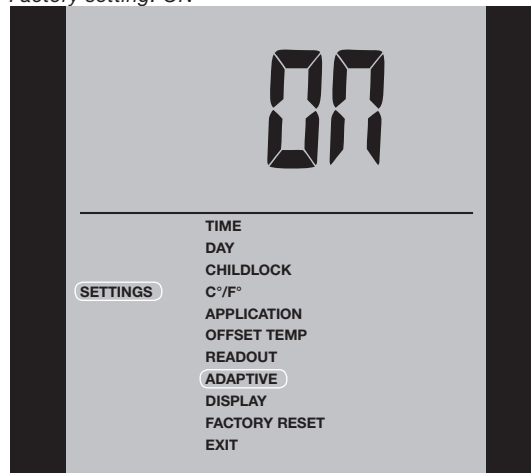 Factory setting: ON
ON
TIME
DAY
CHILDLOCK
SETTINGS C°/F°
APPLICATION
OFFSET TEMP
READOUT
ADAPTIVE
DISPLAY
FACTORY RESET
EXIT